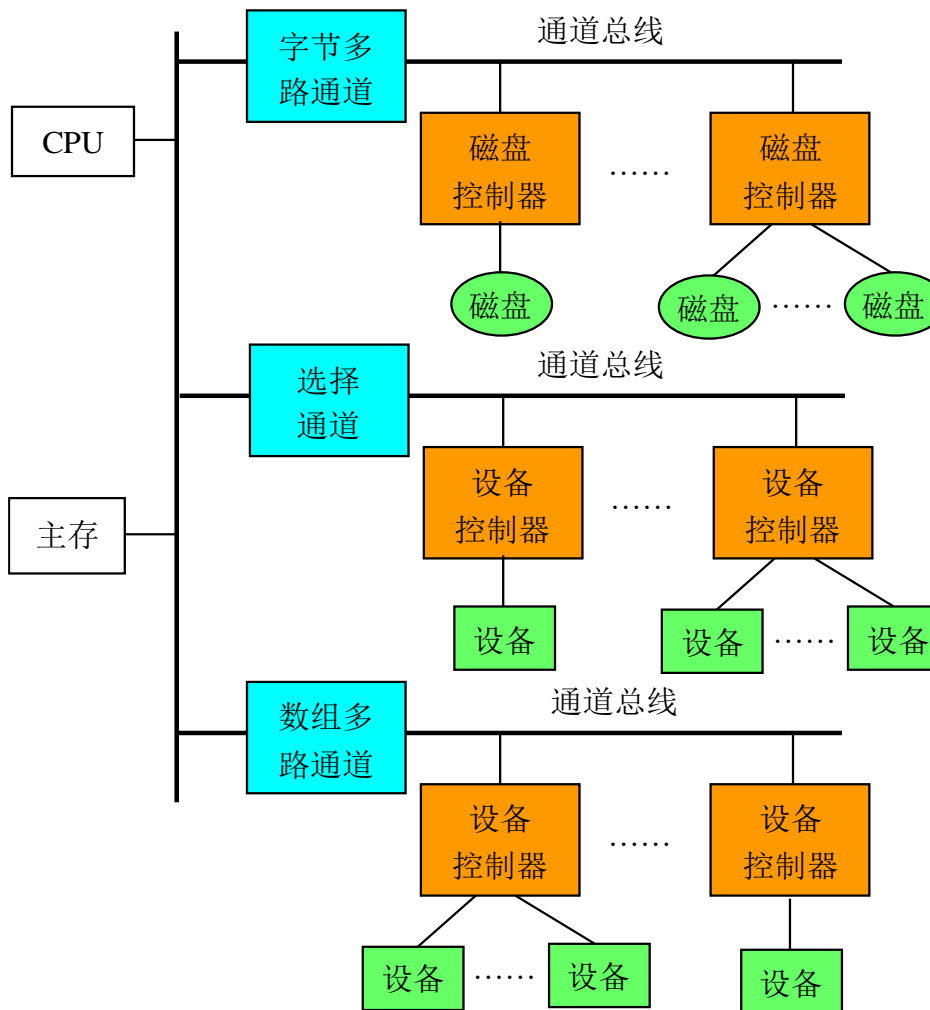 字节多
路通道
通道总线
CPU
磁盘
控制器
……
磁盘
控制器
磁盘
磁盘
……
磁盘
选择
通道
通道总线
设备
控制器
……
设备
控制器
主存
设备
设备
……
设备
数组多
路通道
通道总线
设备
控制器
……
设备
控制器
设备
……
设备
设备